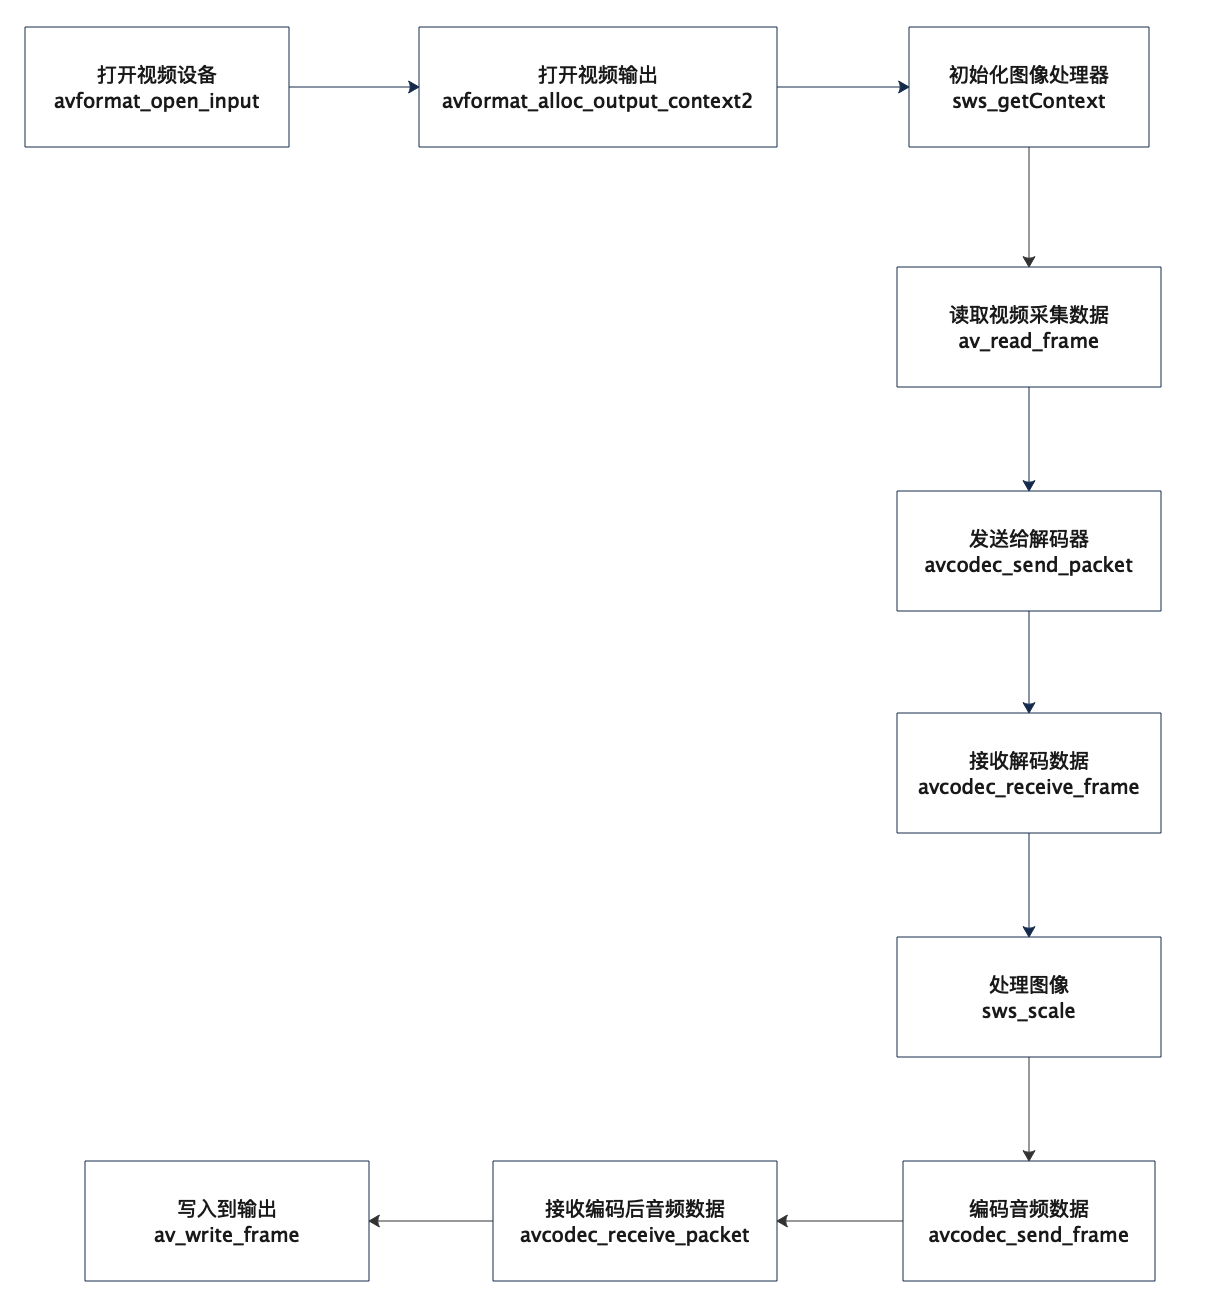 打开视频设备
avformat_open_input
打开视频输出
avformat_alloc_output_context2
初始化图像处理器
sws_getContext
读取视频采集数据
av_read_frame
发送给解码器
avcodec_send_packet
接收解码数据
avcodec_receive_frame
处理图像
sws_scale
编码音频数据
avcodec_send_frame
接收编码后音频数据
avcodec_receive_packet
写入到输出
av_write_frame